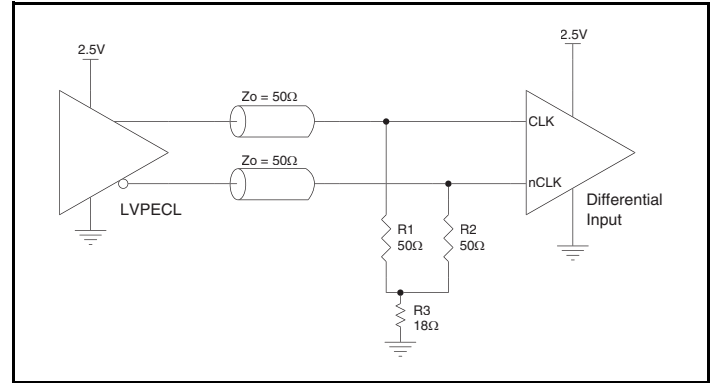 2.5V
2.5V
Zo = 50Ω
CLK
Zo = 50Ω
nCLK
LVPECL
Differential
Input
R1
50Ω
R2
50Ω
R3
18Ω